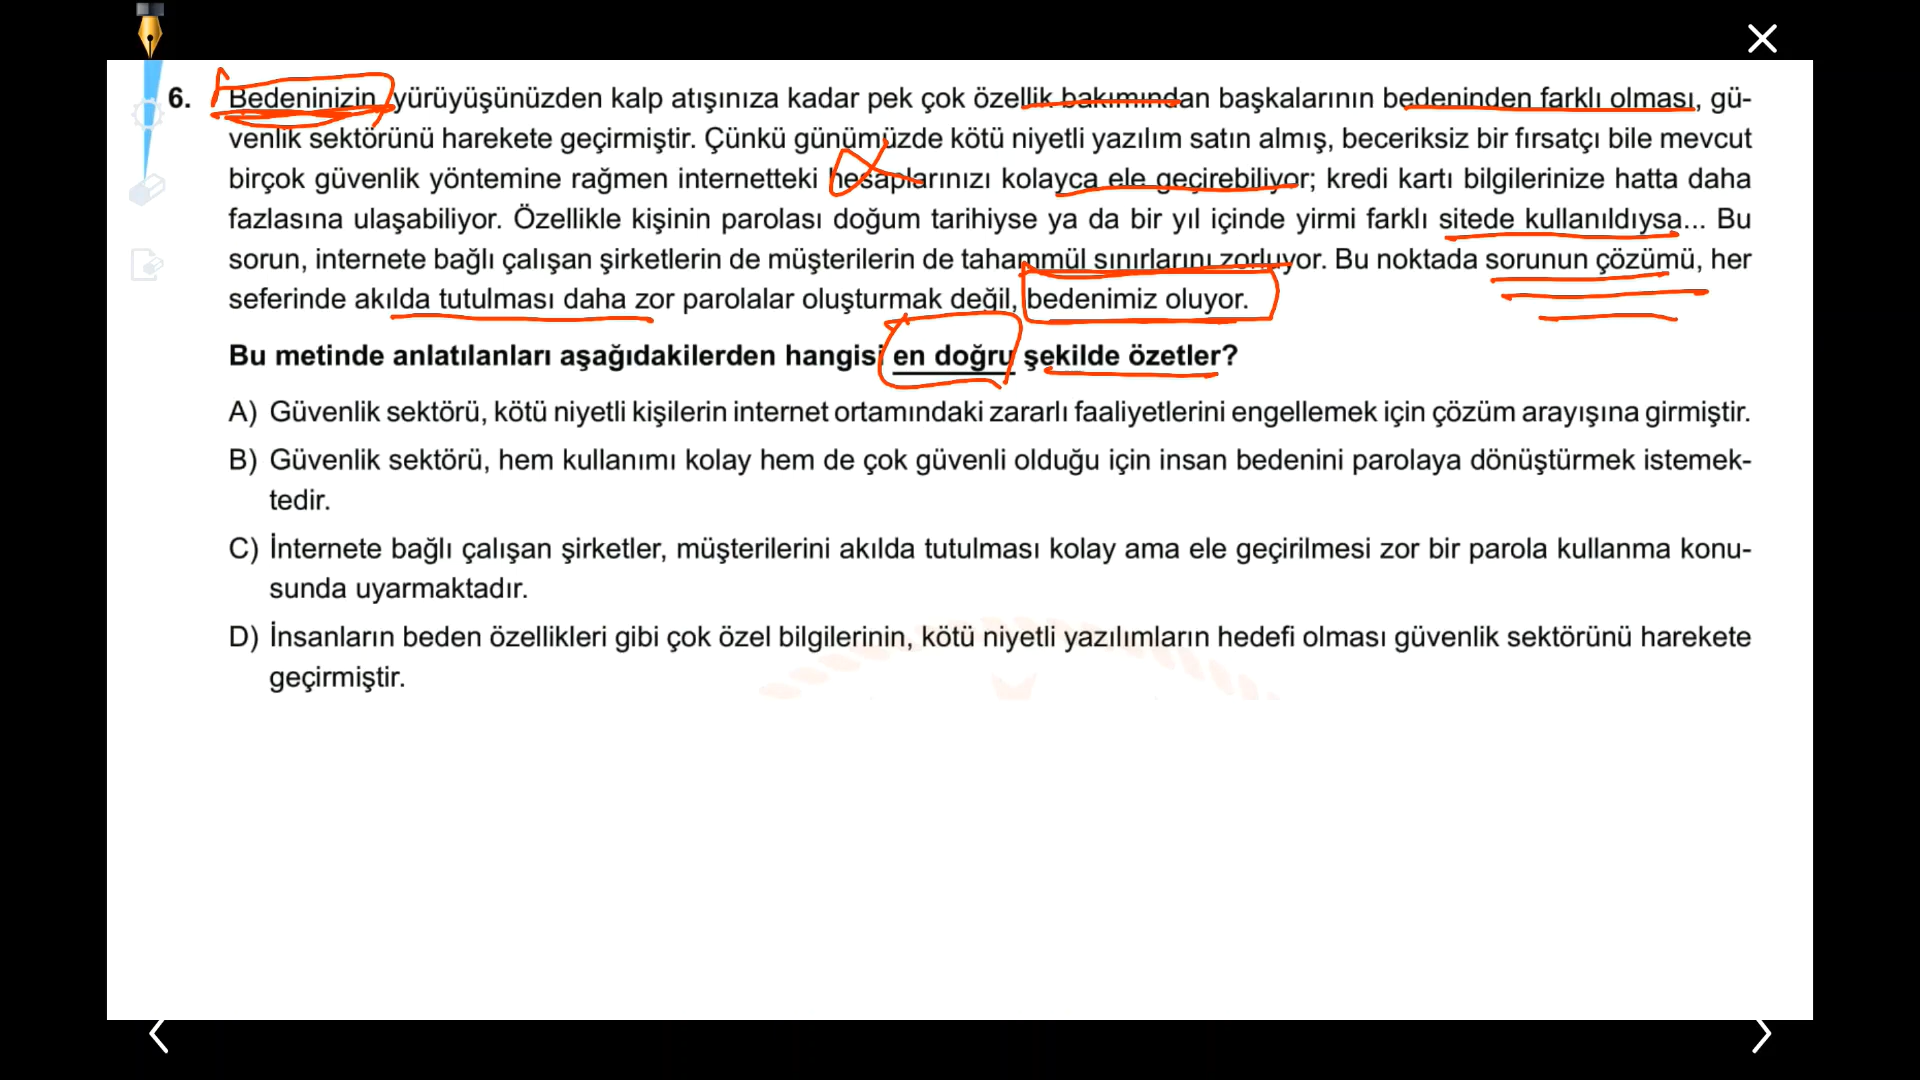 6. Bedeninizin, yürüyüşünüzden kalp atışınıza kadar pek çok özellik bakımından başkalarının bedeninden farklı olması, gü-
venlik sektörünü harekete geçirmiştir. Çünkü günümüzde kötü niyetli yazılım satın almış, beceriksiz bir fırsatçı bile mevcut
birçok güvenlik yöntemine rağmen internetteki hesaplarınızı kolayca ele geçirebiliyor; kredi kartı bilgilerinize hatta daha
fazlasına ulaşabiliyor. Özellikle kişinin parolası doğum tarihiyse ya da bir yıl içinde yirmi farklı sitede kullanıldıysa... Bu
sorun, internete bağlı çalışan şirketlerin de müşterilerin de tahammül sınırlarını zorluyor. Bu noktada sorunun çözümü, her
seferinde akılda tutulması daha zor parolalar oluşturmak değil, bedenimiz oluyor.
Bu metinde anlatılanları aşağıdakilerden hangisi en doğru şekilde özetler?
A) Güvenlik sektörü, kötü niyetli kişilerin internet ortamındaki zararlı faaliyetlerini engellemek için çözüm arayışına girmiştir.
B) Güvenlik sektörü, hem kullanımı kolay hem de çok güvenli olduğu için insan bedenini parolaya dönüştürmek istemek-
tedir.
C) İnternete bağlı çalışan şirketler, müşterilerini akılda tutulması kolay ama ele geçirilmesi zor bir parola kullanma konu-
sunda uyarmaktadır.
D) İnsanların beden özellikleri gibi çok özel bilgilerinin, kötü niyetli yazılımların hedefi olması güvenlik sektörünü harekete
geçirmiştir.